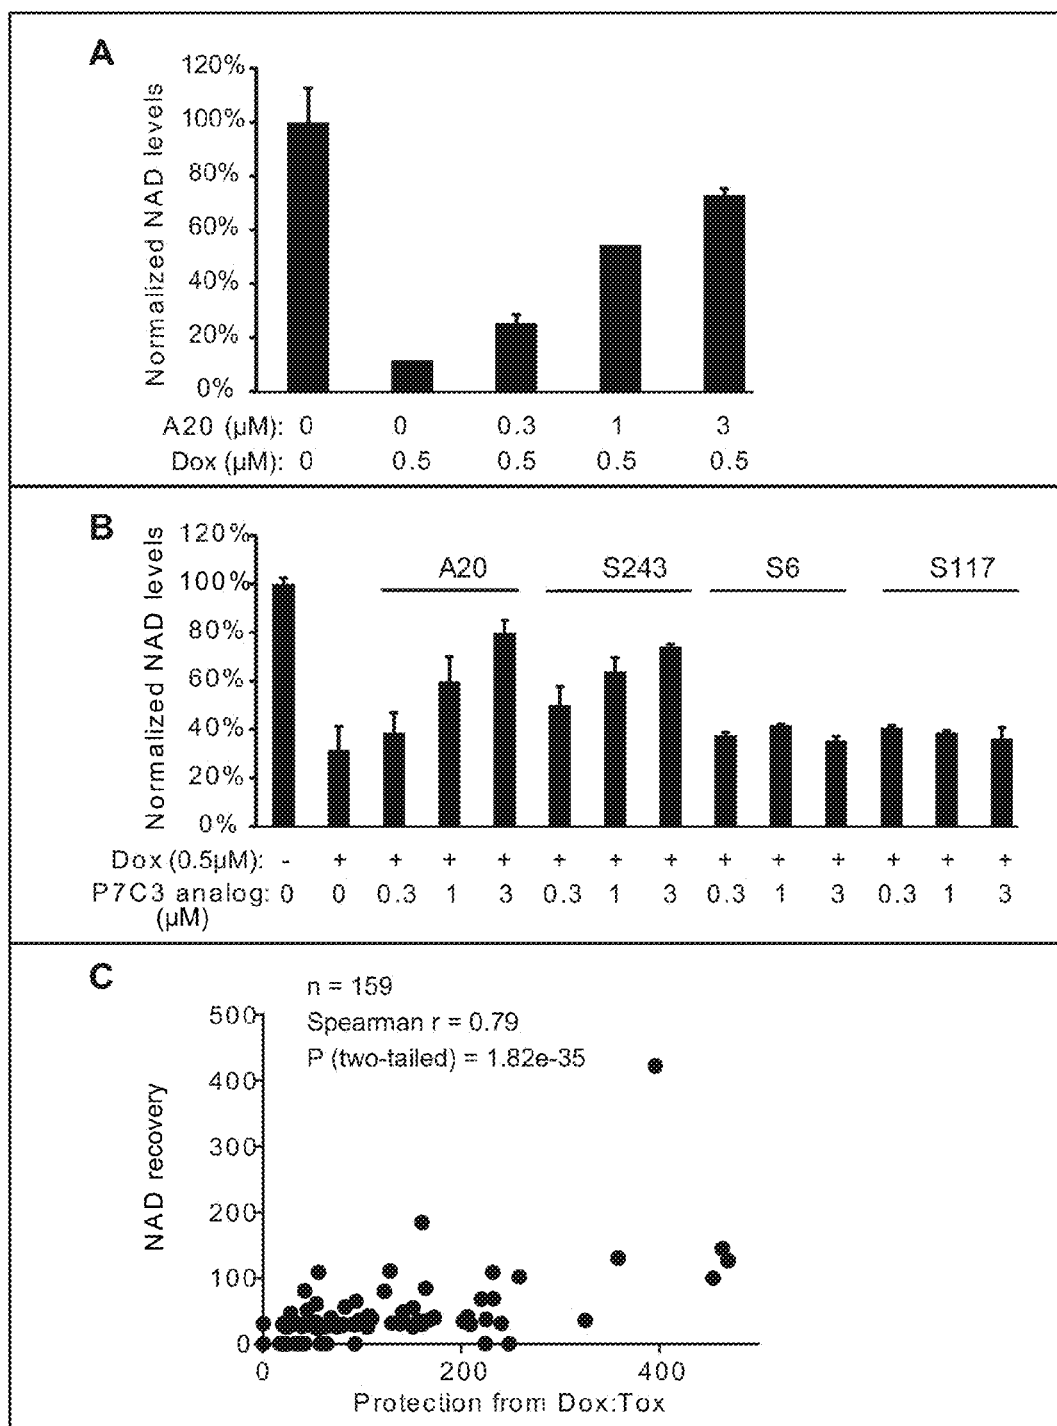 A
Normalized NAD levels
120%
100%
80%
60%
40%
20%
0%
A20 (µM): 0 0 0.3 1 3
Dox (µM): 0 0.5 0.5 0.5 0.5
B
Normalized NAD levels
120%
100%
80%
60%
40%
20%
0%
A20 S243 S6 S117
Dox (0.5µM): - + + + + + + + + + + + + +
P7C3 analog: 0 0 0.3 1 3 0.3 1 3 0.3 1 3 0.3 1 3
(µM)
C
n = 159
Spearman r = 0.79
P (two-tailed) = 1.82e-35
NAD recovery
500
400
300
200
100
0
0 200 400
Protection from Dox:Tox